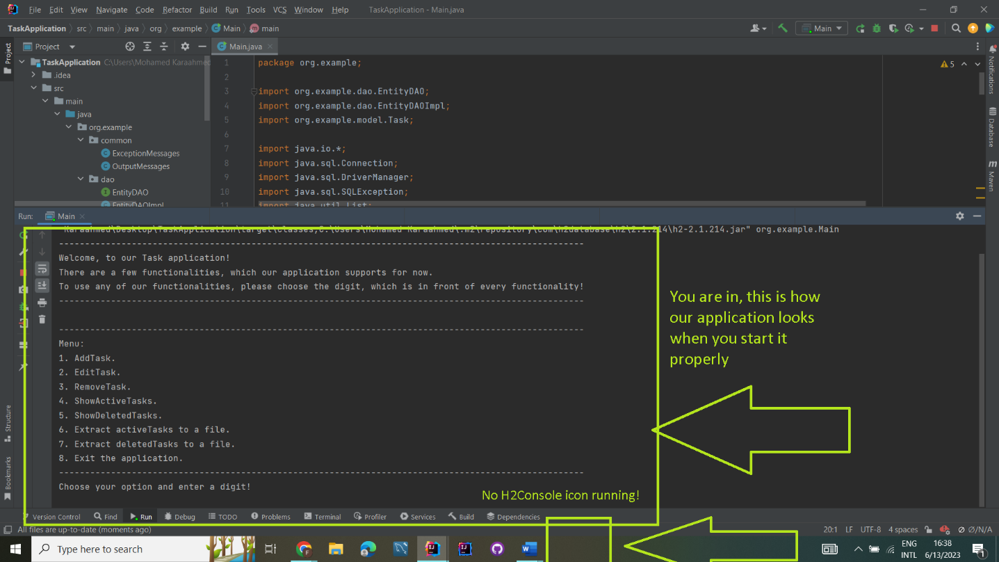 File Edit View Navigate Code Refactor Build Run Tools VCS Window Help TaskApplication - Main.java
TaskApplication src main java org example Main main Main
Project Main.java
Project
TaskApplication C:\Users\Mohamed Karaahmed
.idea
src
main
java
org.example
common
ExceptionMessages
OutputMessages
dao
EntityDAO
EntityDAOImpl
1 package org.example;
2
3 import org.example.dao.EntityDAO;
4 import org.example.dao.EntityDAOImpl;
5 import org.example.model.Task;
6
7 import java.io.*;
8 import java.sql.Connection;
9 import java.sql.DriverManager;
10 import java.sql.SQLException;
11 import java.util.List;
5
Notifications
Database
Maven
Run: Main
Karaahmed\Desktop\TaskApplication\target\classes;C:\Users\Mohamed Karaahmed\.m2\repository\com\h2database\h2\2.1.214\h2-2.1.214.jar" org.example.Main
-----------------------------------------------------------------------------------------------------
Welcome, to our Task application!
There are a few functionalities, which our application supports for now.
To use any of our functionalities, please choose the digit, which is in front of every functionality!
-----------------------------------------------------------------------------------------------------
-----------------------------------------------------------------------------------------------------
Menu:
1. AddTask.
2. EditTask.
3. RemoveTask.
4. ShowActiveTasks.
5. ShowDeletedTasks.
6. Extract activeTasks to a file.
7. Extract deletedTasks to a file.
8. Exit the application.
-----------------------------------------------------------------------------------------------------
Choose your option and enter a digit!
You are in, this is how
our application looks
when you start it
properly
No H2Console icon running!
Structure
Bookmarks
Version Control Find Run Debug TODO Problems Terminal Profiler Services Build Dependencies
All files are up-to-date (moments ago) 20:1 LF UTF-8 4 spaces Ø/N/A
Type here to search
ENG
INTL
16:38
6/13/2023
1